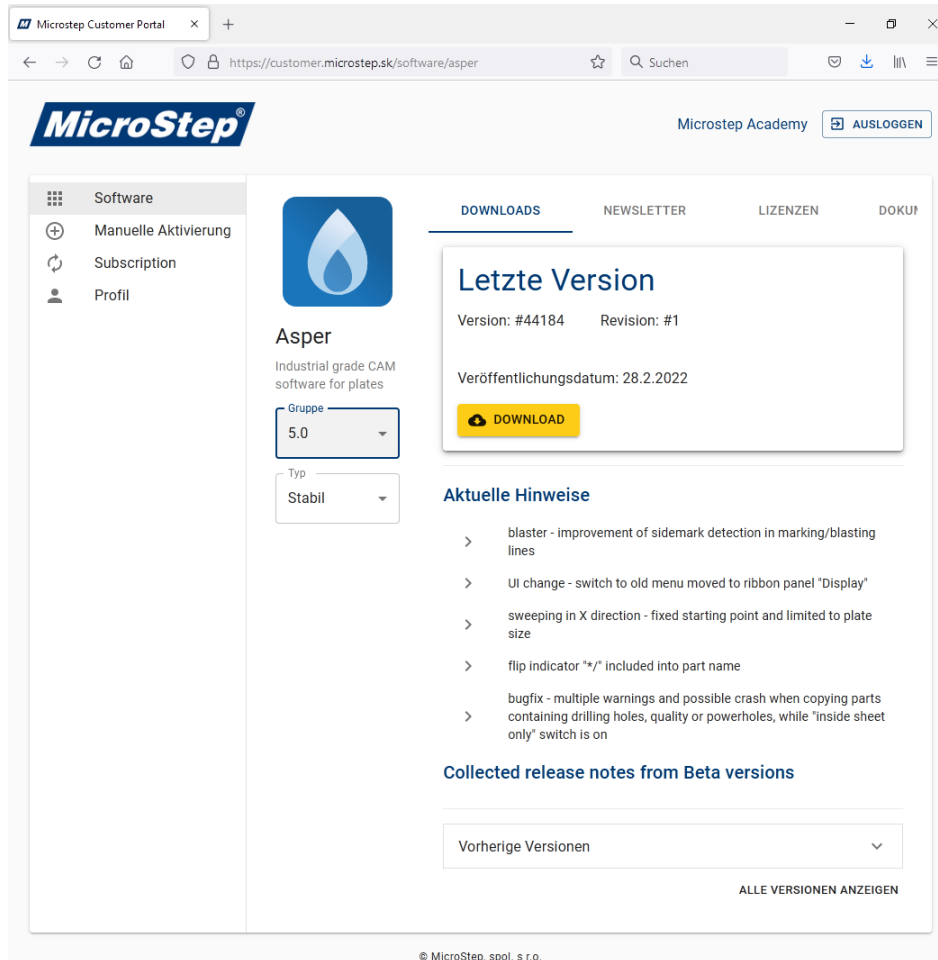 Microstep Customer Portal
https://customer.microstep.sk/software/asper
Suchen
MicroStep®
Microstep Academy
AUSLOGGEN
Software
Manuelle Aktivierung
Subscription
Profil
Asper
Industrial grade CAM
software for plates
Gruppe
5.0
Typ
Stabil
DOWNLOADS NEWSLETTER LIZENZEN DOKUM
Letzte Version
Version: #44184 Revision: #1
Veröffentlichungsdatum: 28.2.2022
DOWNLOAD
Aktuelle Hinweise
blaster - improvement of sidemark detection in marking/blasting
lines
UI change - switch to old menu moved to ribbon panel "Display"
sweeping in X direction - fixed starting point and limited to plate
size
flip indicator "*/" included into part name
bugfix - multiple warnings and possible crash when copying parts
containing drilling holes, quality or powerholes, while "inside sheet
only" switch is on
Collected release notes from Beta versions
Vorherige Versionen
ALLE VERSIONEN ANZEIGEN
© MicroStep, spol. s r.o.